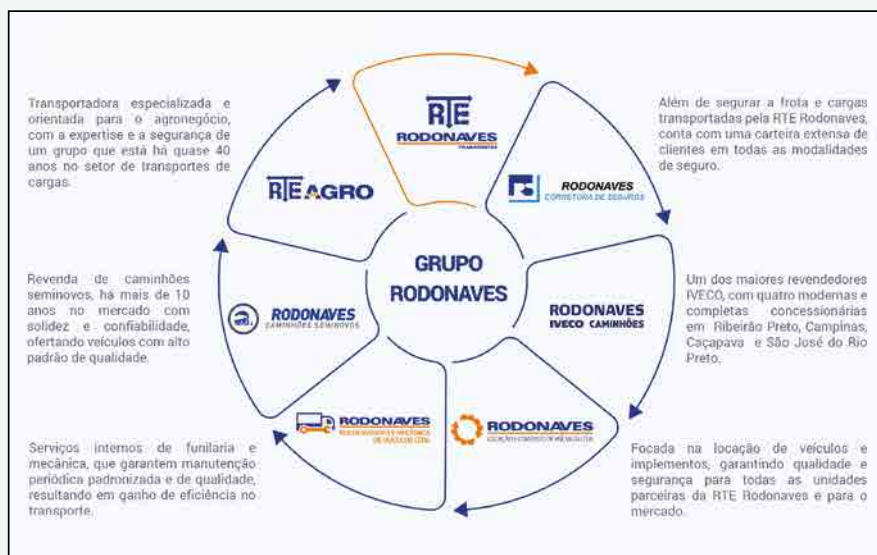 Transportadora especializada e
orientada para o agronegócio,
com a expertise e a segurança de
um grupo que está há quase 40
anos no setor de transportes de
cargas.
RTE
RODONAVES
TRANSPORTES
Além de segurar a frota e cargas
transportadas pela RTE Rodonaves,
conta com uma carteira extensa de
clientes em todas as modalidades
de seguro.
RTEAGRO
RODONAVES
CORRETORA DE SEGUROS
GRUPO
RODONAVES
Revenda de caminhões
seminovos, há mais de 10
anos no mercado com
solidez e confiabilidade,
ofertando veículos com alto
padrão de qualidade.
RODONAVES
CAMINHÕES SEMINOVOS
RODONAVES
IVECO CAMINHÕES
Um dos maiores revendedores
IVECO, com quatro modernas e
completas concessionárias
em Ribeirão Preto, Campinas,
Caçapava e São José do Rio
Preto.
Serviços internos de funilaria e
mecânica, que garantem manutenção
periódica padronizada e de qualidade,
resultando em ganho de eficiência no
transporte.
RODONAVES
RODONAVES
Focada na locação de veículos e
implementos, garantindo qualidade e
segurança para todas as unidades
parceiras da RTE Rodonaves e para o
mercado.